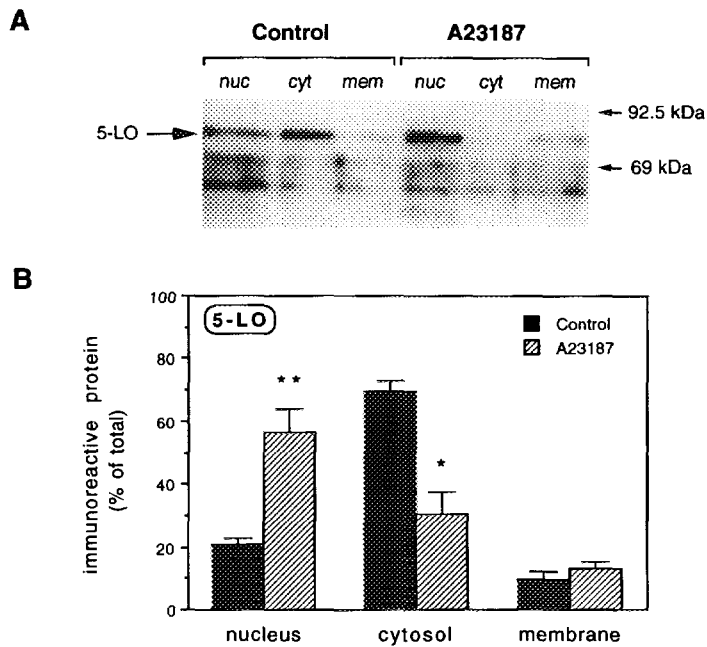 A
Control A23187
nuc cyt mem nuc cyt mem
92.5 kDa
5-LO
69 kDa
B
100
80
60
40
20
0
immunoreactive protein
(% of total)
5-LO
Control
A23187
★ ★
★
nucleus cytosol membrane